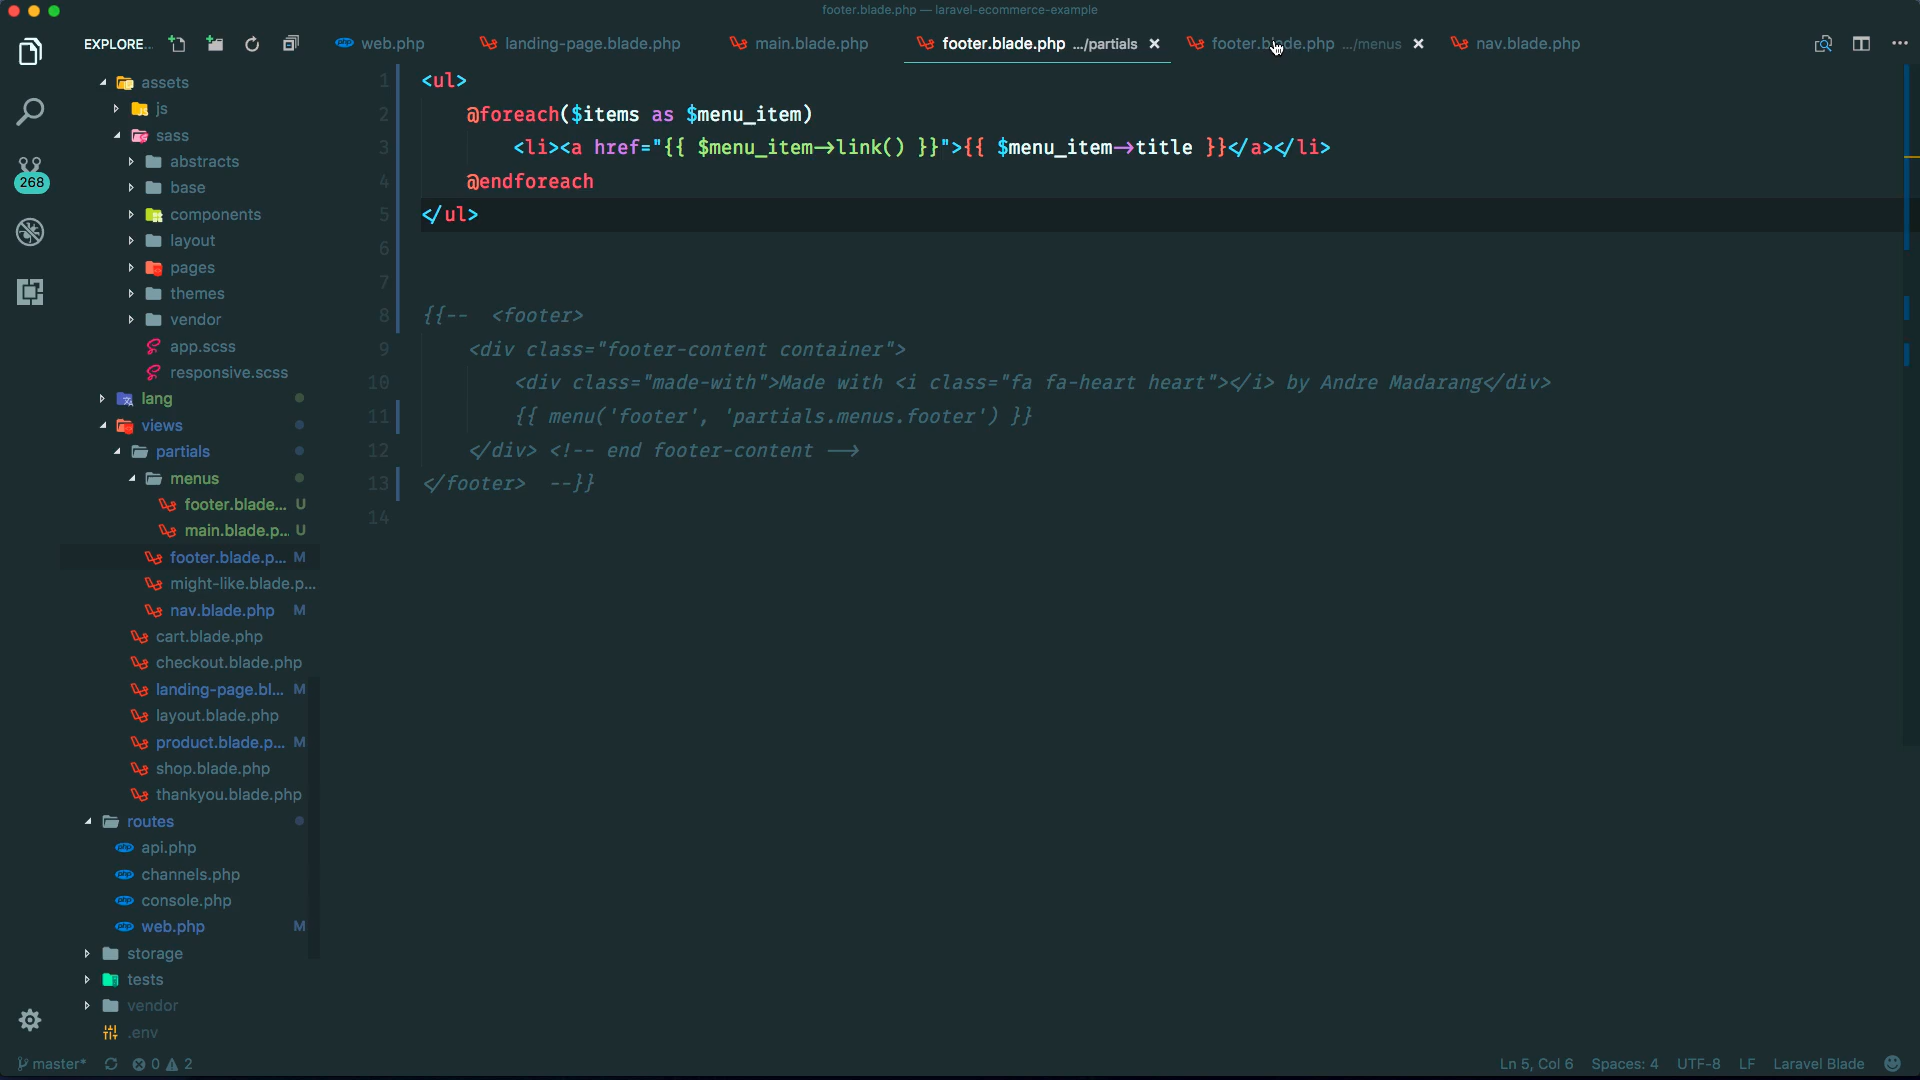 footer.blade.php — laravel-ecommerce-example
EXPLORE...
web.php
landing-page.blade.php
main.blade.php
footer.blade.php .../partials
footer.blade.php .../menus
nav.blade.php
assets
js
sass
abstracts
base
components
layout
pages
themes
vendor
app.scss
responsive.scss
lang
views
partials
menus
footer.blade... U
main.blade.p... U
footer.blade.p... M
might-like.blade.p...
nav.blade.php M
cart.blade.php
checkout.blade.php
landing-page.bl... M
layout.blade.php
product.blade.p... M
shop.blade.php
thankyou.blade.php
routes
api.php
channels.php
console.php
web.php M
storage
tests
vendor
.env
268
1 <ul>
2 @foreach($items as $menu_item)
3 <li><a href="{{ $menu_item->link() }}">{{ $menu_item->title }}</a></li>
4 @endforeach
5 </ul>
6
7
8 {{-- <footer>
9 <div class="footer-content container">
10 <div class="made-with">Made with <i class="fa fa-heart heart"></i> by Andre Madarang</div>
11 {{ menu('footer', 'partials.menus.footer') }}
12 </div> <!-- end footer-content -->
13 </footer> --}}
14
master* 0 2
Ln 5, Col 6 Spaces: 4 UTF-8 LF Laravel Blade